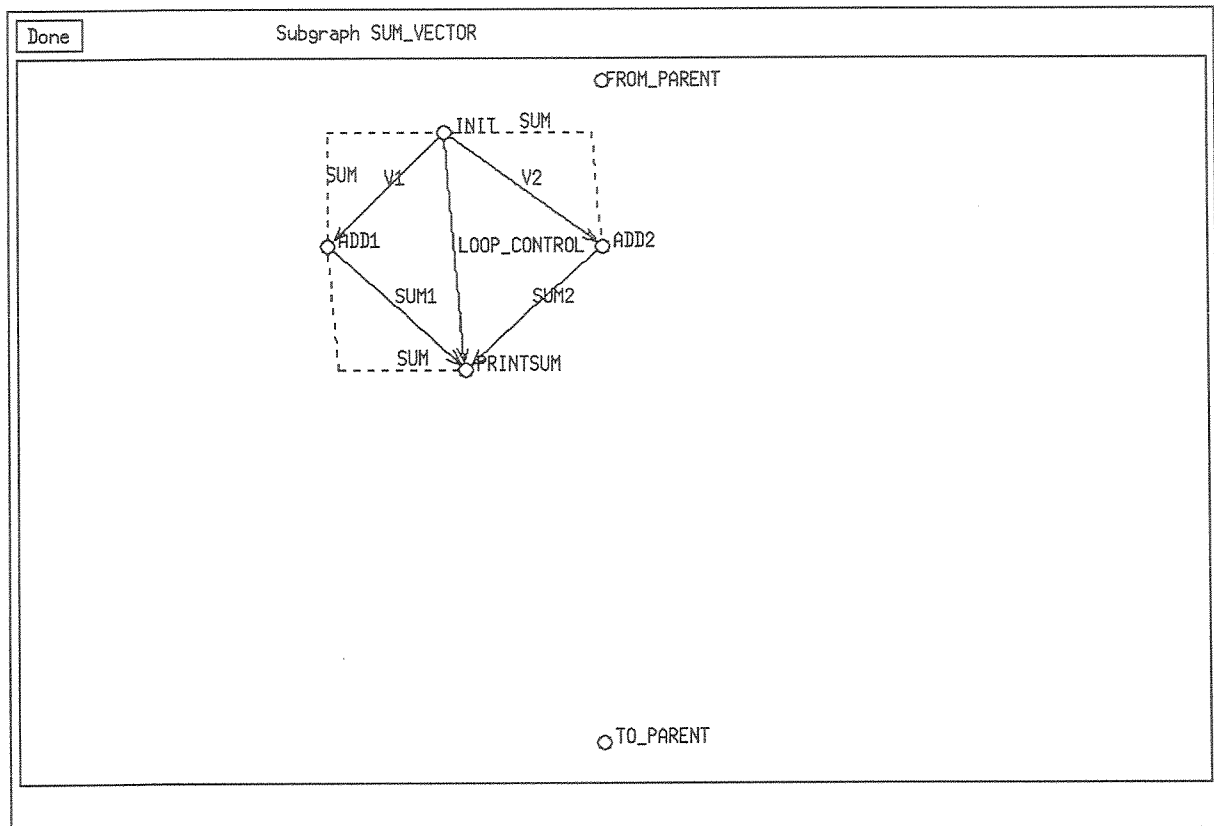 Done
Subgraph SUM_VECTOR
FROM_PARENT
INIT
SUM
SUM
V1
V2
ADD1
LOOP_CONTROL
ADD2
SUM1
SUM2
SUM
PRINTSUM
TO_PARENT